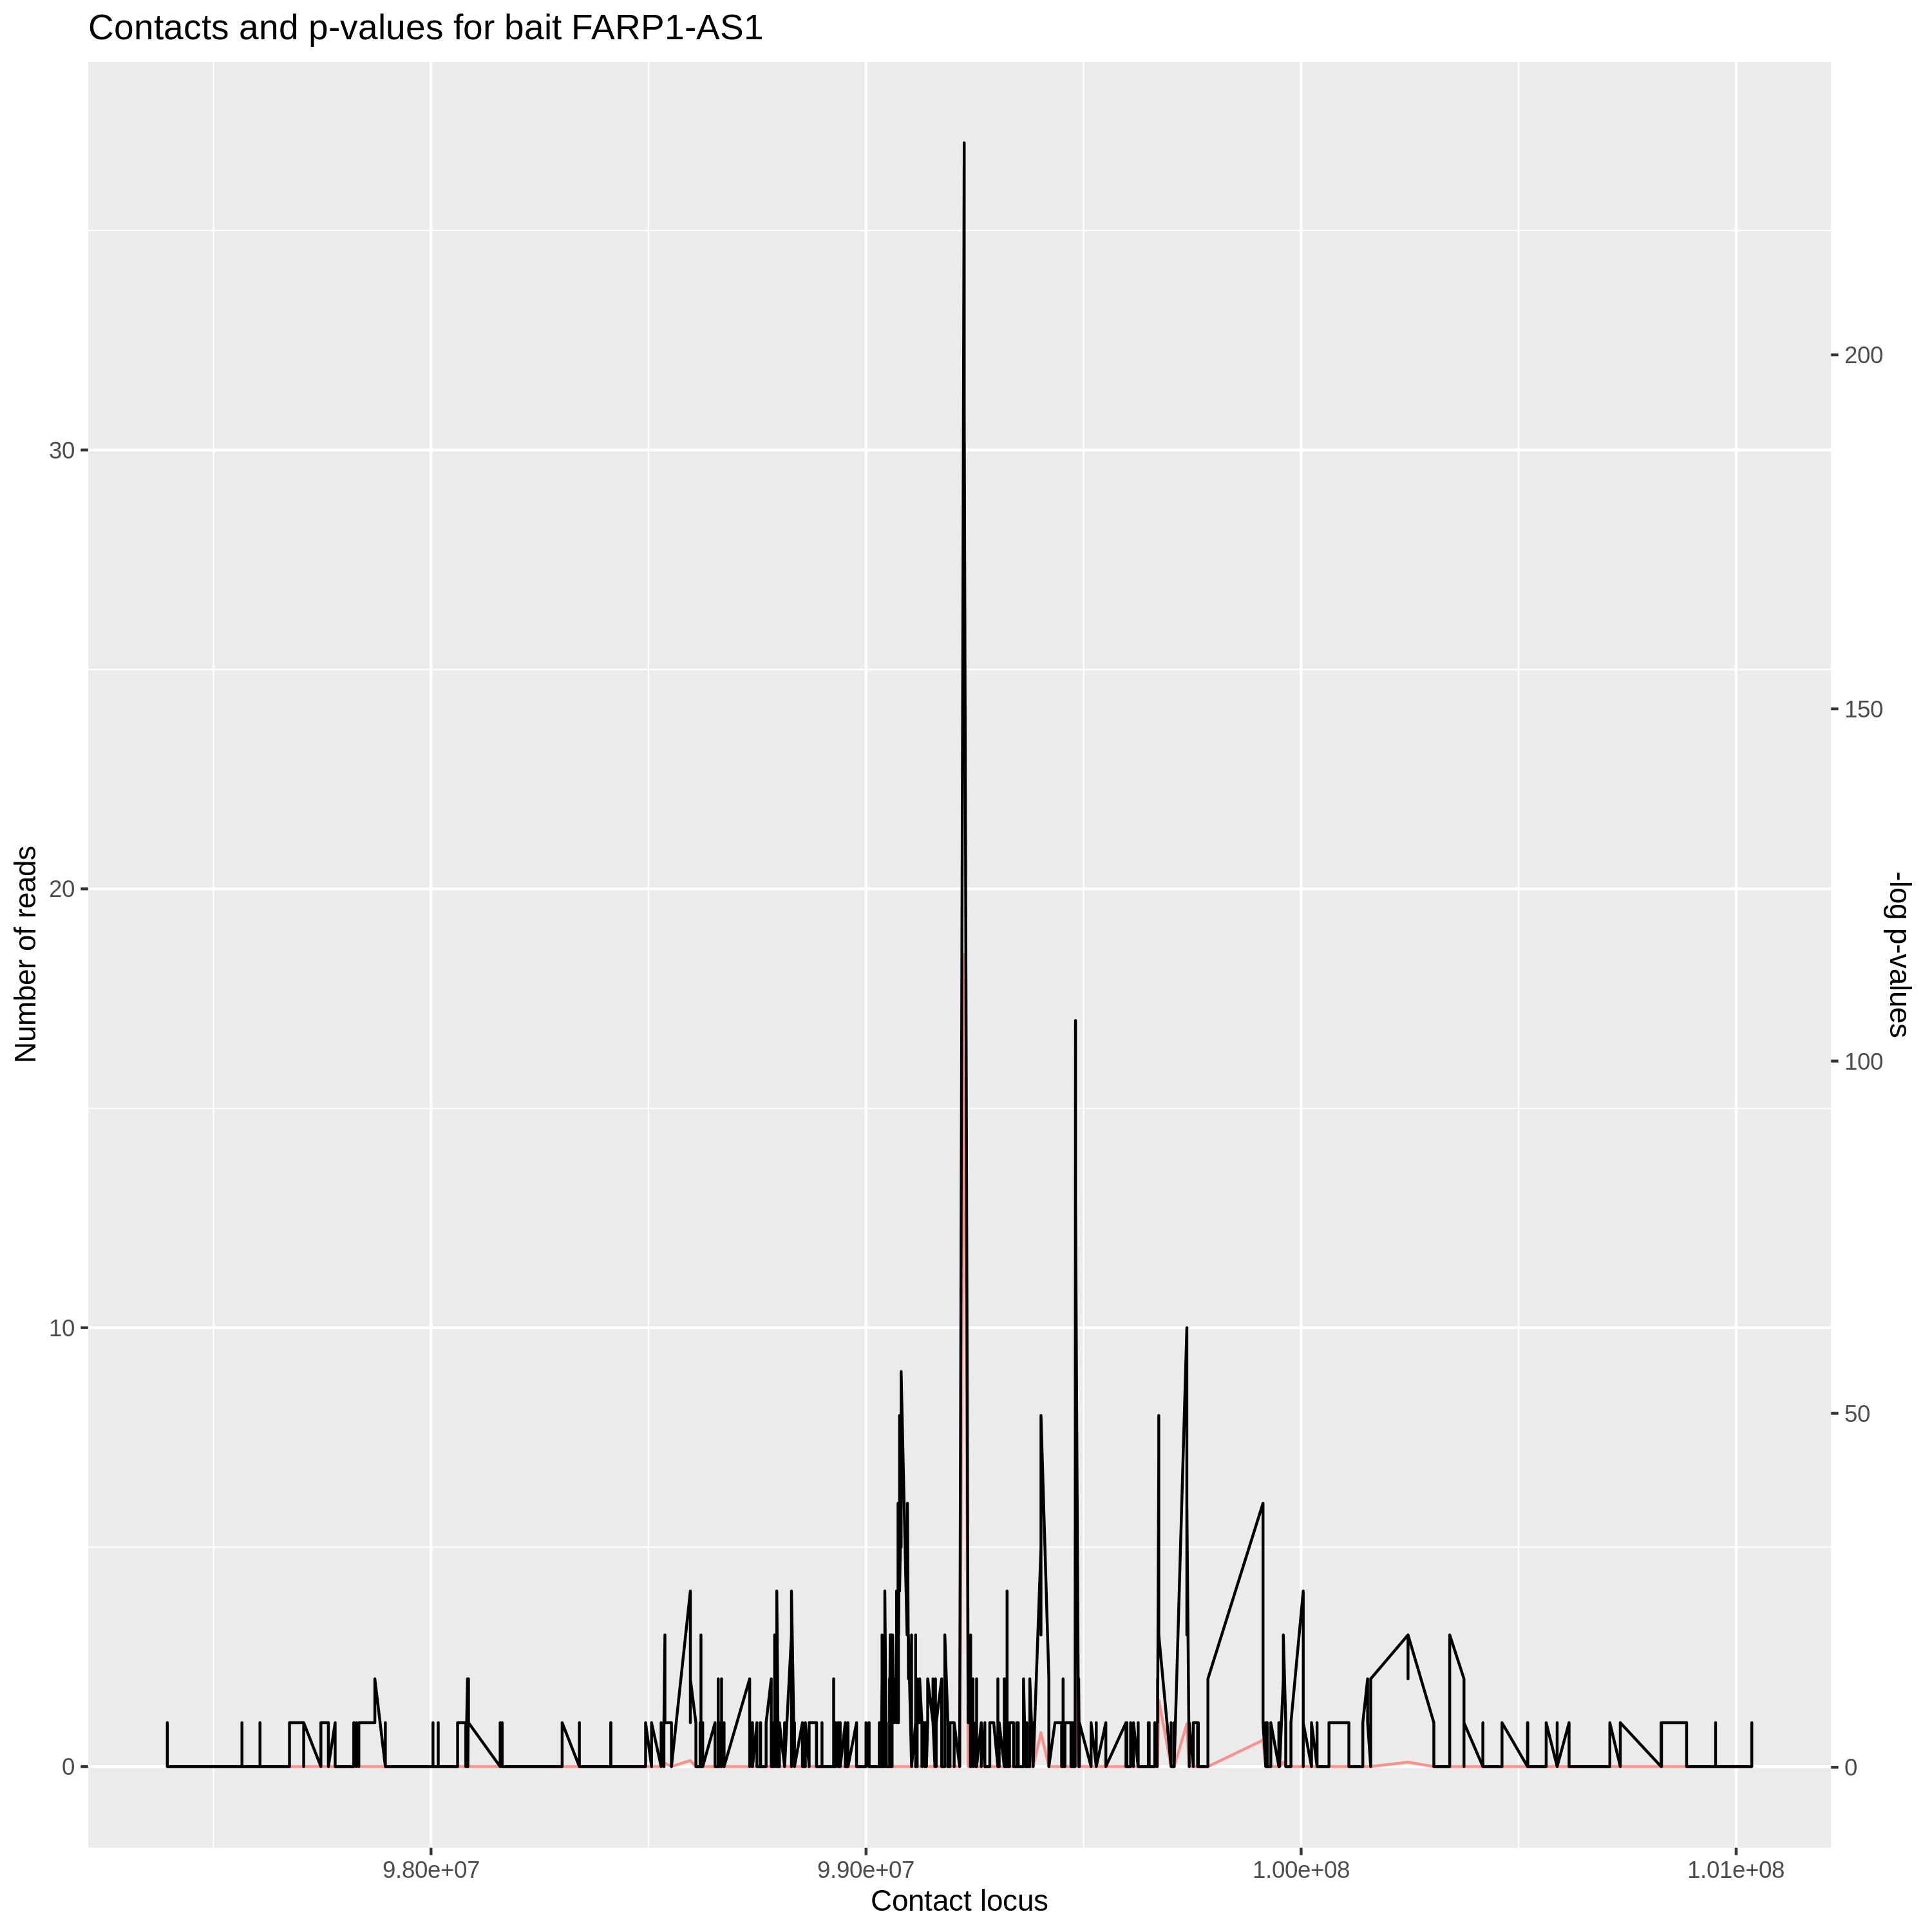 Contacts and p-values for bait FARP1-AS1
30
20
10
0
Number of reads
200
150
100
50
0
-log p-values
9.80e+07
9.90e+07
1.00e+08
1.01e+08
Contact locus